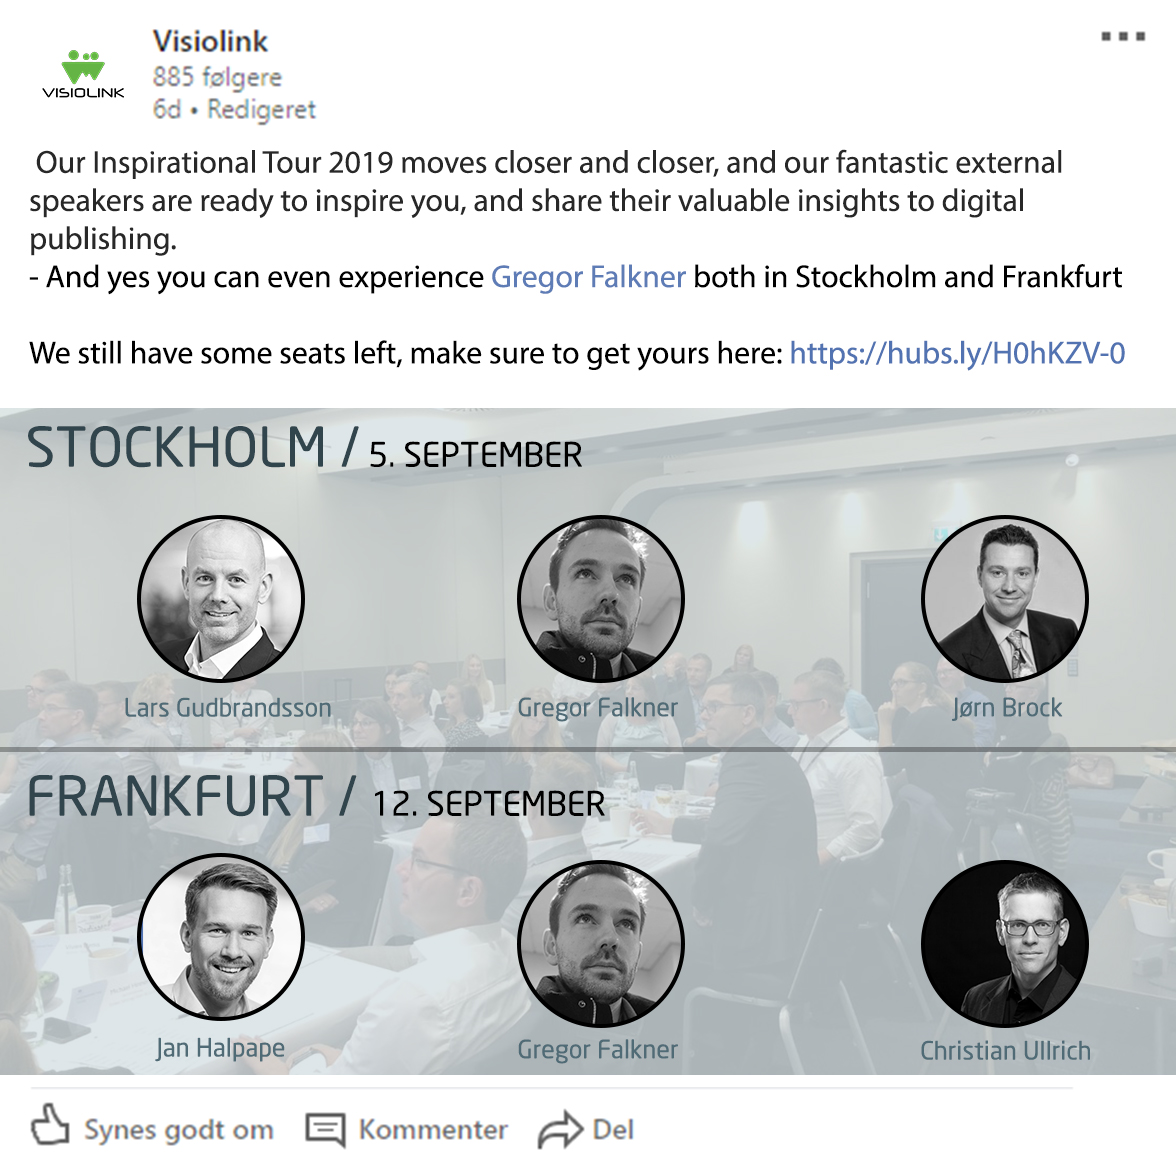 Visiolink
885 følgere
6d • Redigeret
VISIOLINK
Our Inspirational Tour 2019 moves closer and closer, and our fantastic external
speakers are ready to inspire you, and share their valuable insights to digital
publishing.
- And yes you can even experience Gregor Falkner both in Stockholm and Frankfurt
We still have some seats left, make sure to get yours here: https://hubs.ly/H0hKZV-0
STOCKHOLM / 5. SEPTEMBER
Lars Gudbrandsson
Gregor Falkner
Jørn Brock
FRANKFURT / 12. SEPTEMBER
Jan Halpape
Gregor Falkner
Christian Ullrich
Synes godt om
Kommenter
Del